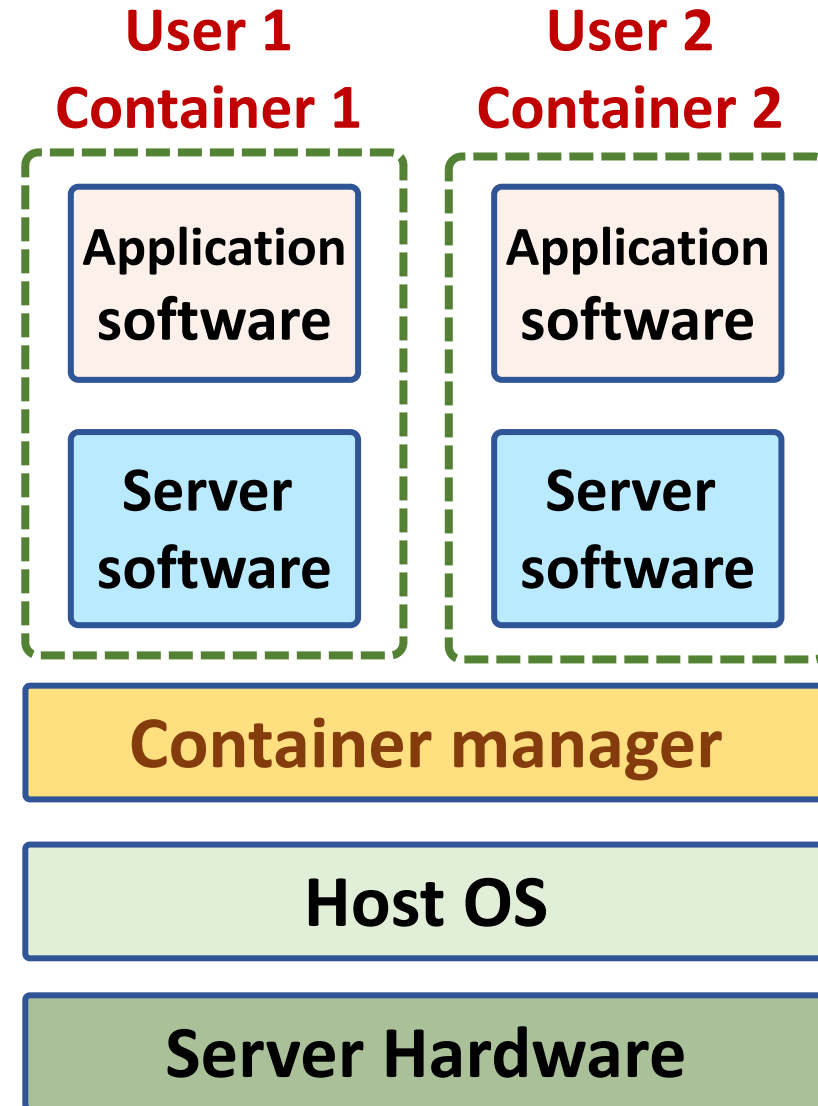 User 1
Container 1
User 2
Container 2
Application
software
Server
software
Application
software
Server
software
Container manager
Host OS
Server Hardware